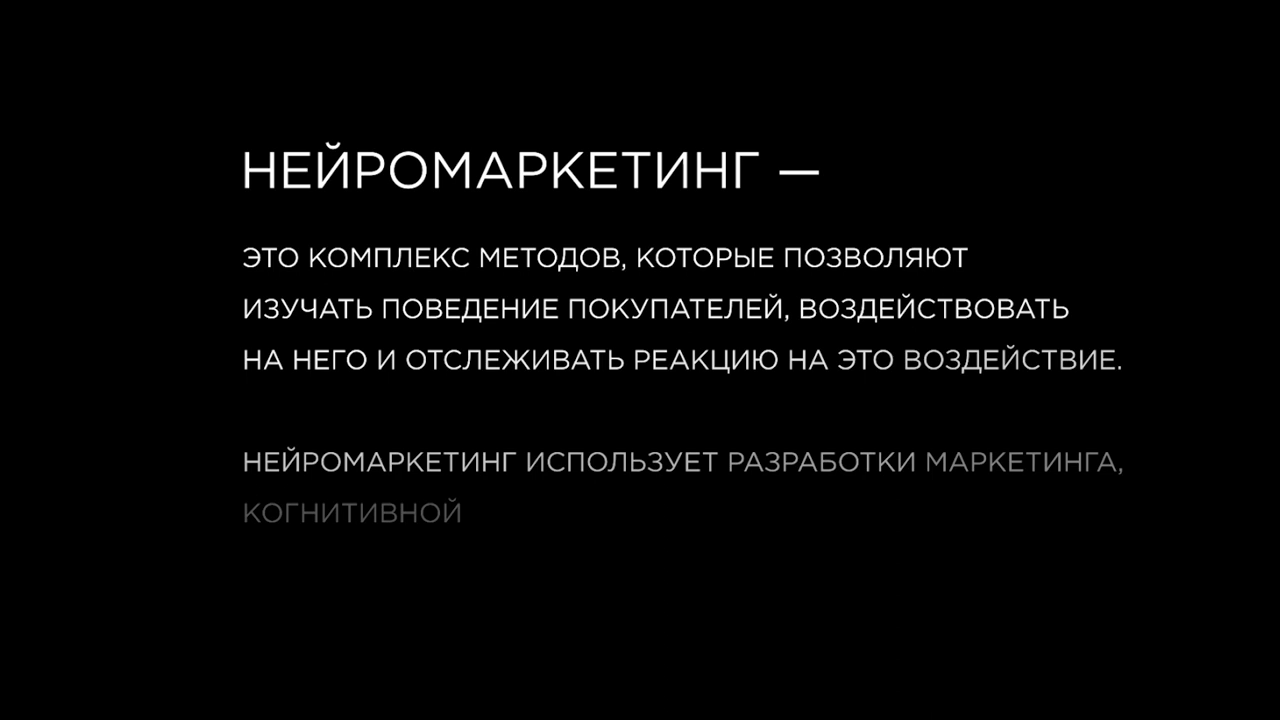 НЕЙРОМАРКЕТИНГ —
ЭТО КОМПЛЕКС МЕТОДОВ, КОТОРЫЕ ПОЗВОЛЯЮТ
ИЗУЧАТЬ ПОВЕДЕНИЕ ПОКУПАТЕЛЕЙ, ВОЗДЕЙСТВОВАТЬ
НА НЕГО И ОТСЛЕЖИВАТЬ РЕАКЦИЮ НА ЭТО ВОЗДЕЙСТВИЕ.
НЕЙРОМАРКЕТИНГ ИСПОЛЬЗУЕТ РАЗРАБОТКИ МАРКЕТИНГА,
КОГНИТИВНОЙ